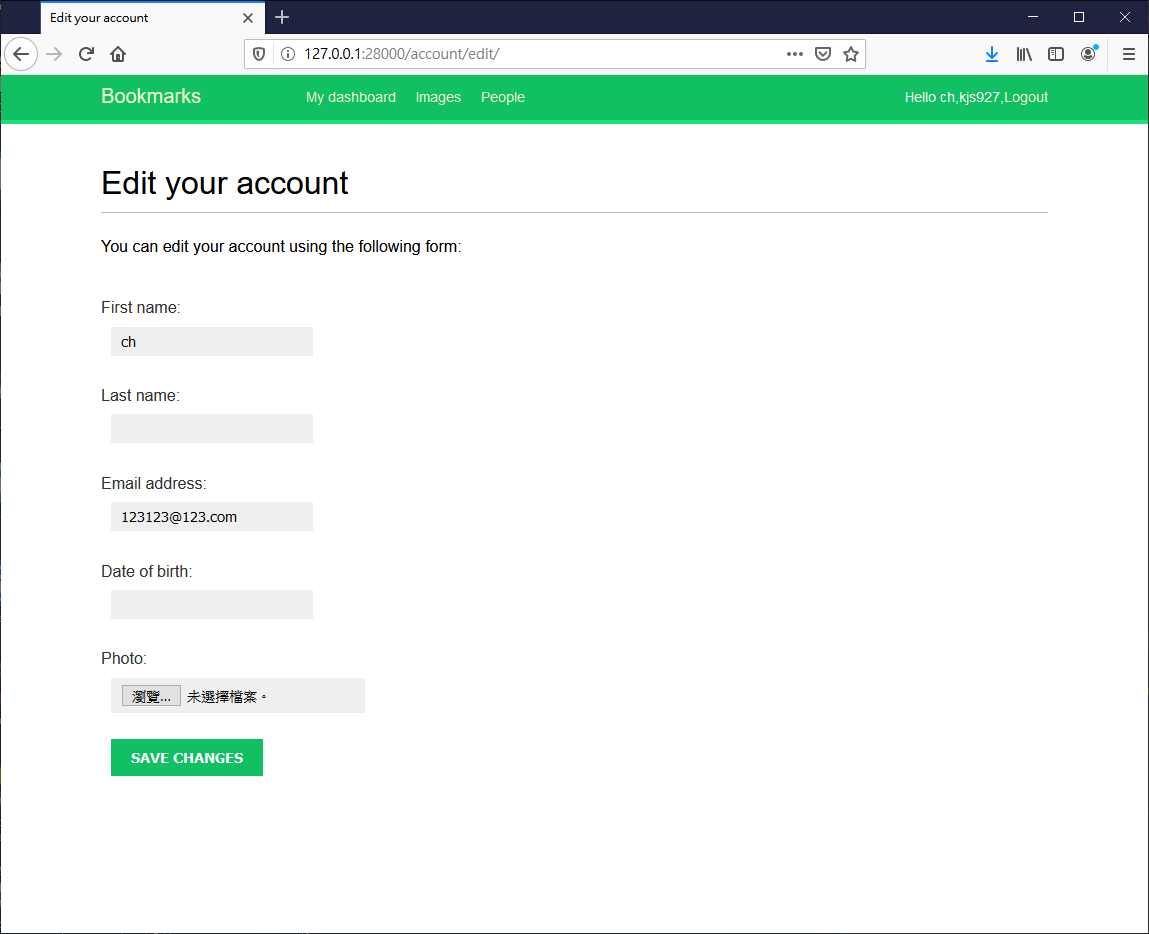 Edit your account
127.0.0.1:28000/account/edit/
Bookmarks My dashboard Images People Hello ch,kjs927,Logout
Edit your account
You can edit your account using the following form:
First name:
ch
Last name:
Email address:
123123@123.com
Date of birth:
Photo:
瀏覽... 未選擇檔案。
SAVE CHANGES